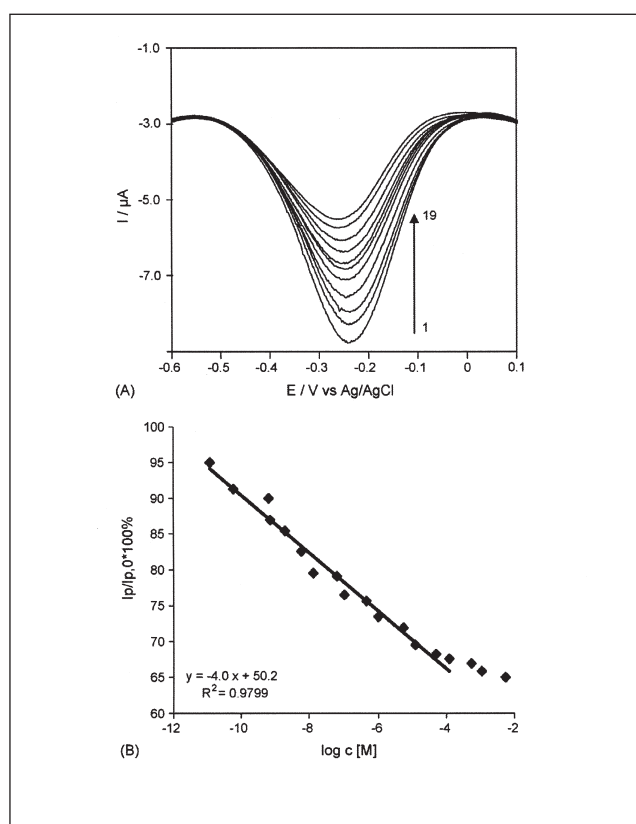 -1.0
-3.0
-5.0
-7.0
I / µA
19
1
-0.6 -0.5 -0.4 -0.3 -0.2 -0.1 0 0.1
(A)
E / V vs Ag/AgCl
100
95
90
85
80
75
70
65
60
Ip/Ip,0*100%
y = -4.0 x + 50.2
R² = 0.9799
-12 -10 -8 -6 -4 -2
(B)
log c [M]